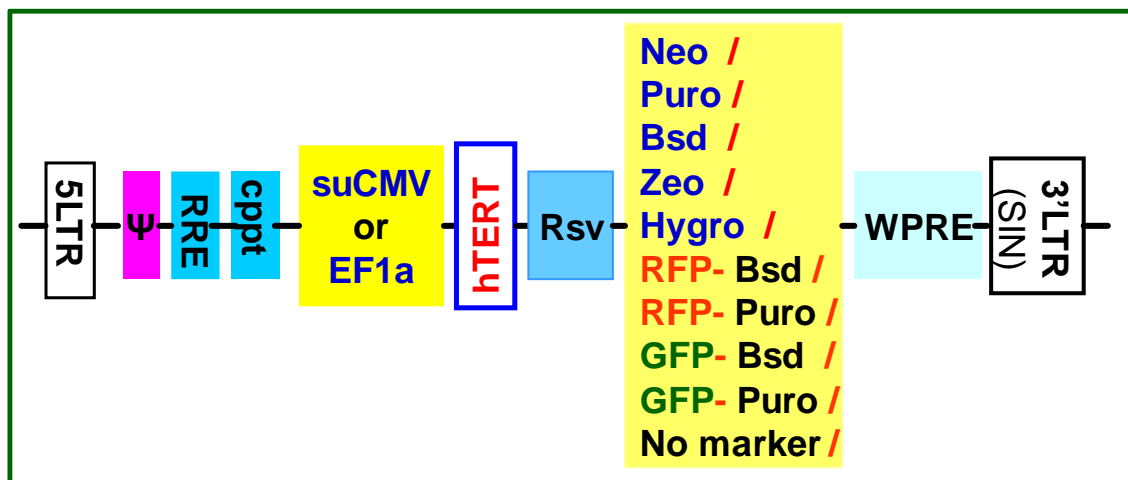 5LTR
Ψ
RRE
cppt
suCMV
or
EF1a
hTERT
Rsv
Neo /
Puro /
Bsd /
Zeo /
Hygro /
RFP- Bsd /
RFP- Puro /
GFP- Bsd /
GFP- Puro /
No marker /
WPRE
3'LTR
(SIN)